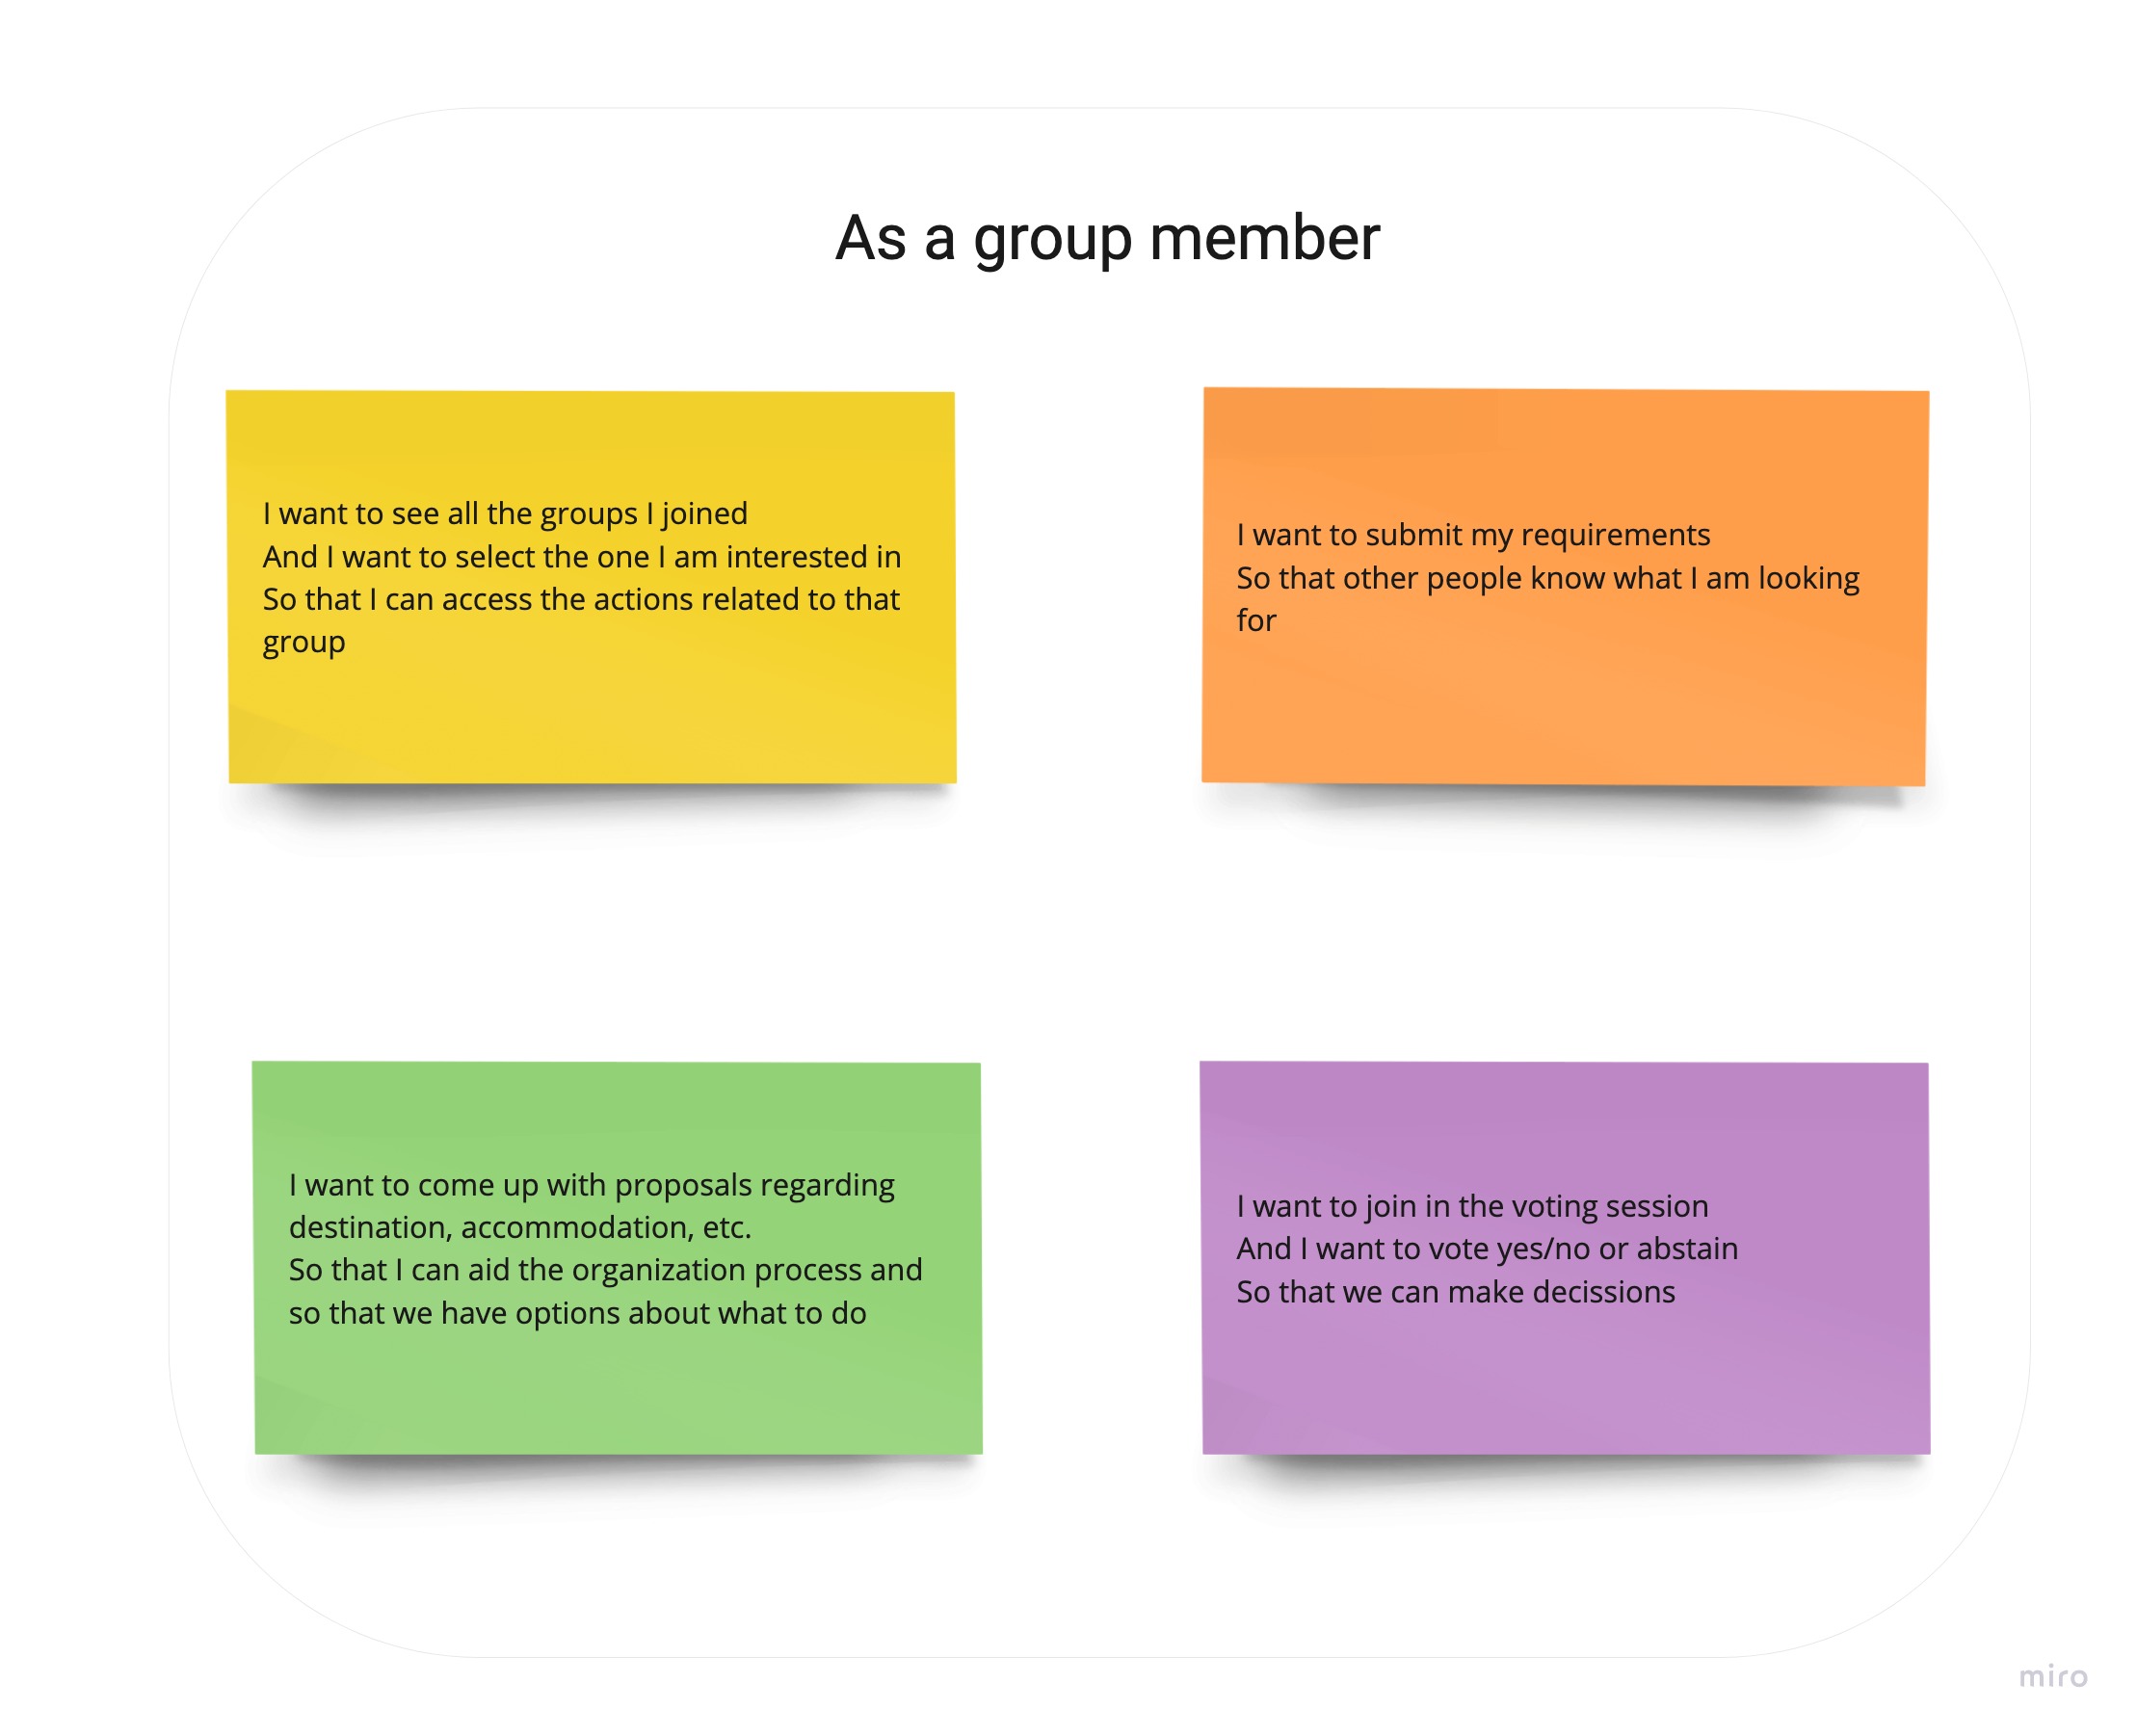 As a group member
I want to see all the groups I joined
And I want to select the one I am interested in
So that I can access the actions related to that
group
I want to submit my requirements
So that other people know what I am looking
for
I want to come up with proposals regarding
destination, accommodation, etc.
So that I can aid the organization process and
so that we have options about what to do
I want to join in the voting session
And I want to vote yes/no or abstain
So that we can make decissions
miro